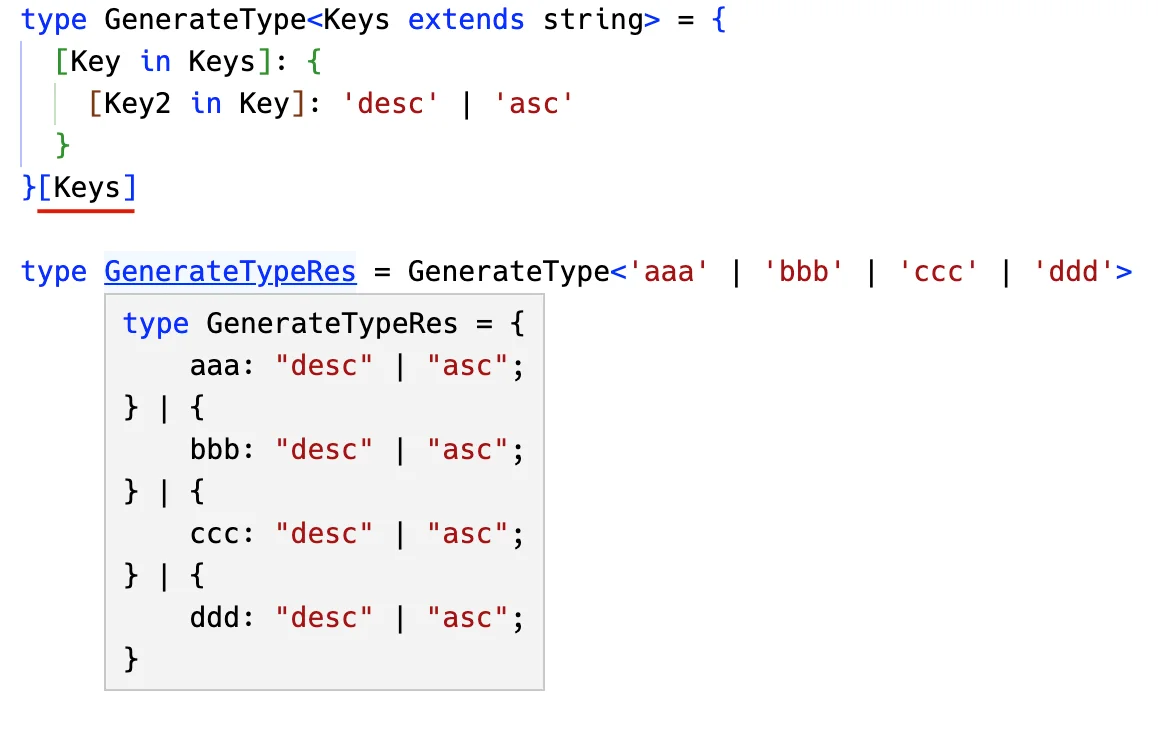 type GenerateType<Keys extends string> = {
  [Key in Keys]: {
    [Key2 in Key]: 'desc' | 'asc'
  }
}[Keys]
type GenerateTypeRes = GenerateType<'aaa' | 'bbb' | 'ccc' | 'ddd'>
type GenerateTypeRes = {
    aaa: "desc" | "asc";
} | {
    bbb: "desc" | "asc";
} | {
    ccc: "desc" | "asc";
} | {
    ddd: "desc" | "asc";
}